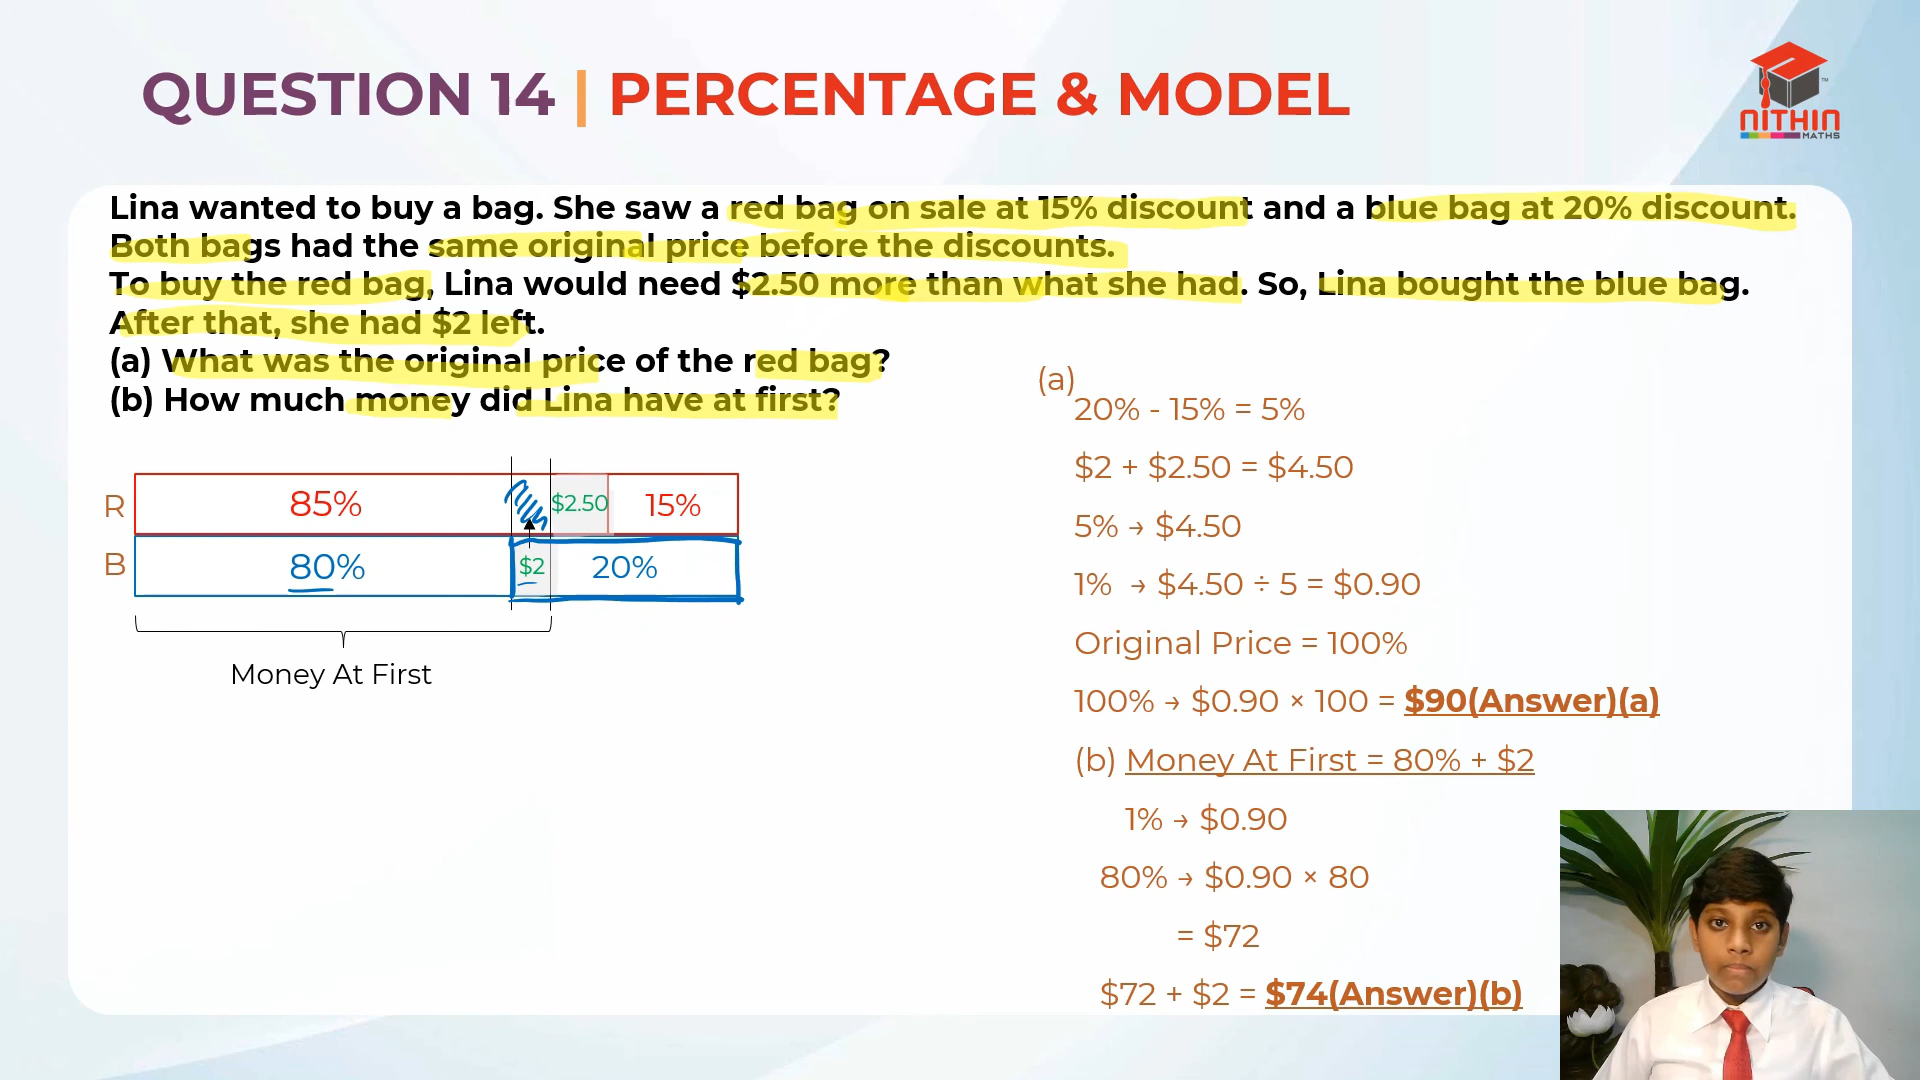 QUESTION 14 | PERCENTAGE & MODEL
NITHIN
MATHS
TM
Lina wanted to buy a bag. She saw a red bag on sale at 15% discount and a blue bag at 20% discount.
Both bags had the same original price before the discounts.
To buy the red bag, Lina would need $2.50 more than what she had. So, Lina bought the blue bag.
After that, she had $2 left.
(a) What was the original price of the red bag?
(b) How much money did Lina have at first?
R 85% $2.50 15%
B 80% $2 20%
Money At First
(a)
20% - 15% = 5%
$2 + $2.50 = $4.50
5% → $4.50
1% → $4.50 ÷ 5 = $0.90
Original Price = 100%
100% → $0.90 × 100 = $90(Answer)(a)
(b) Money At First = 80% + $2
1% → $0.90
80% → $0.90 × 80
= $72
$72 + $2 = $74(Answer)(b)